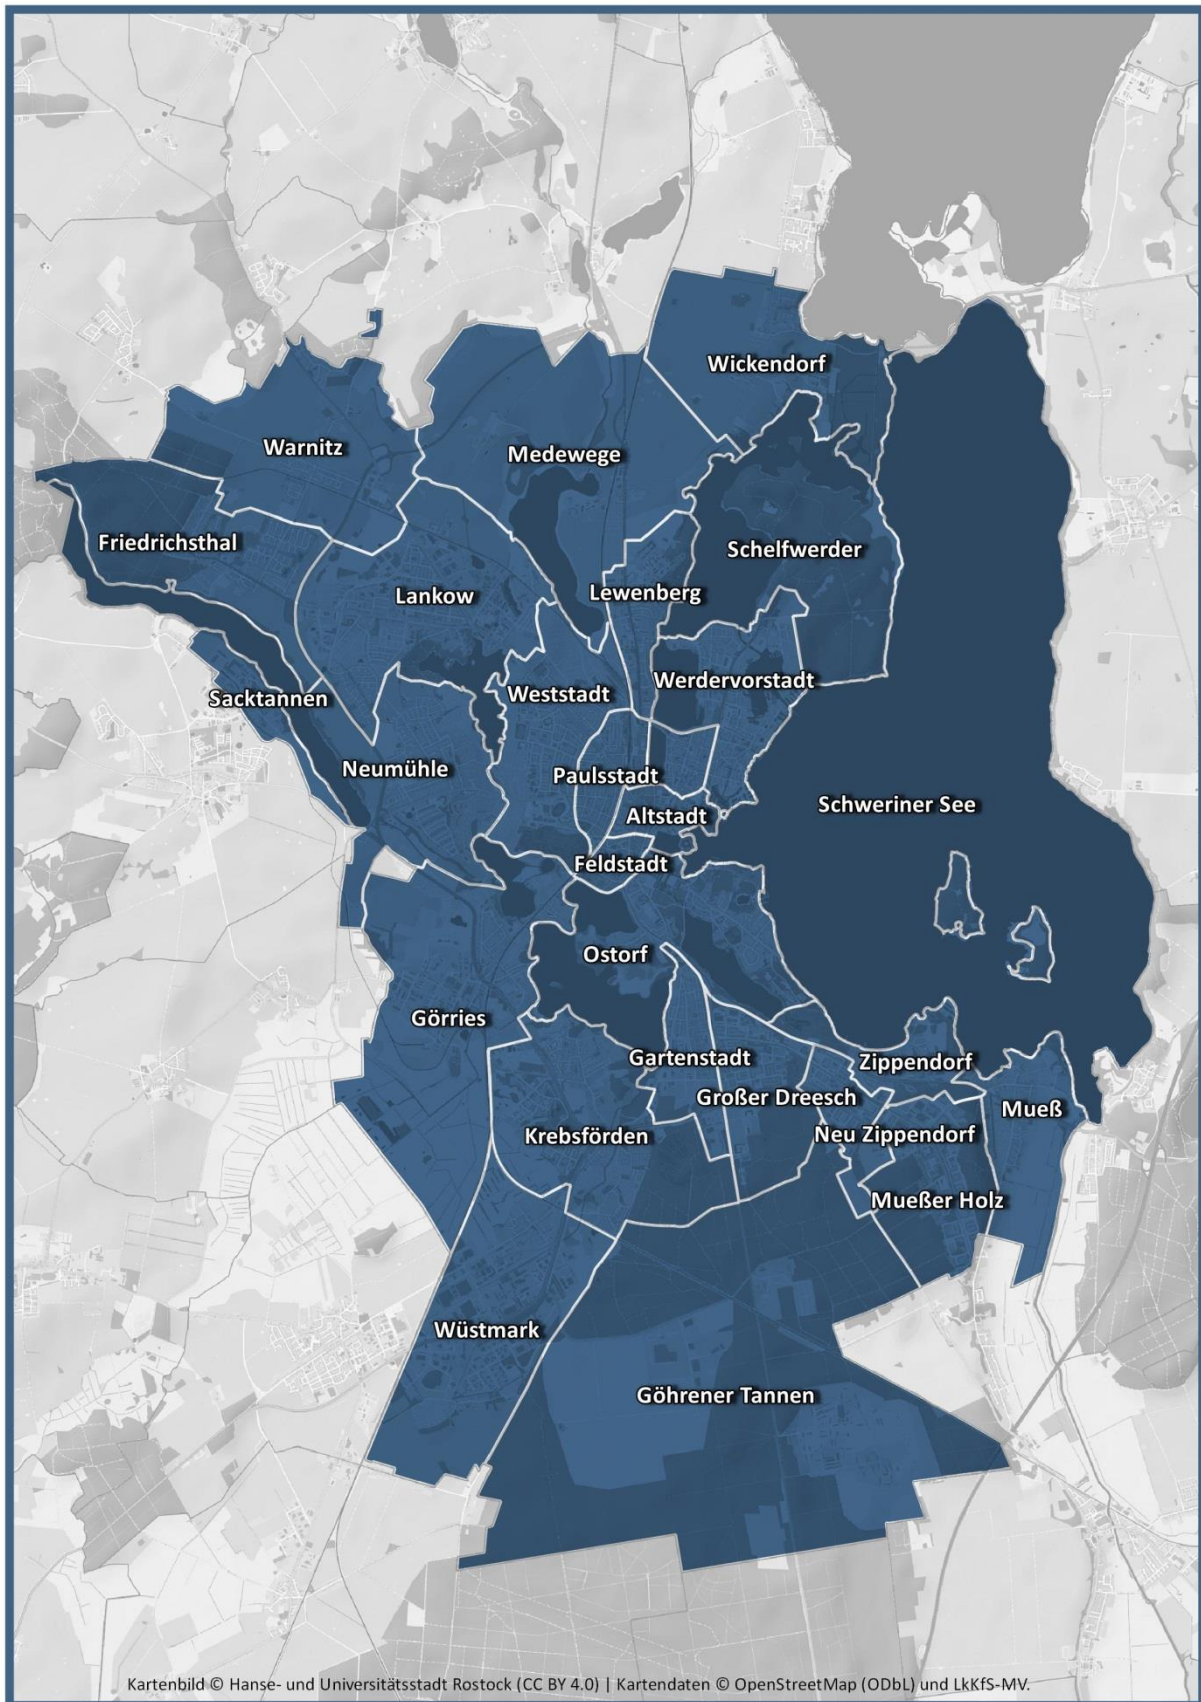 Wickendorf
Warnitz
Medewege
Friedrichsthal
Schelfwerder
Lankow
Lewenberg
Werdervorstadt
Weststadt
Sacktannen
Neumühle
Paulsstadt
Schweriner See
Altstadt
Feldstadt
Ostorf
Görries
Gartenstadt
Zippendorf
Großer Dreesch
Mueß
Krebsförden
Neu Zippendorf
Mueßer Holz
Wüstmark
Göhrener Tannen
Kartenbild © Hanse- und Universitätsstadt Rostock (CC BY 4.0) | Kartendaten © OpenStreetMap (ODbL) und LkKfS-MV.